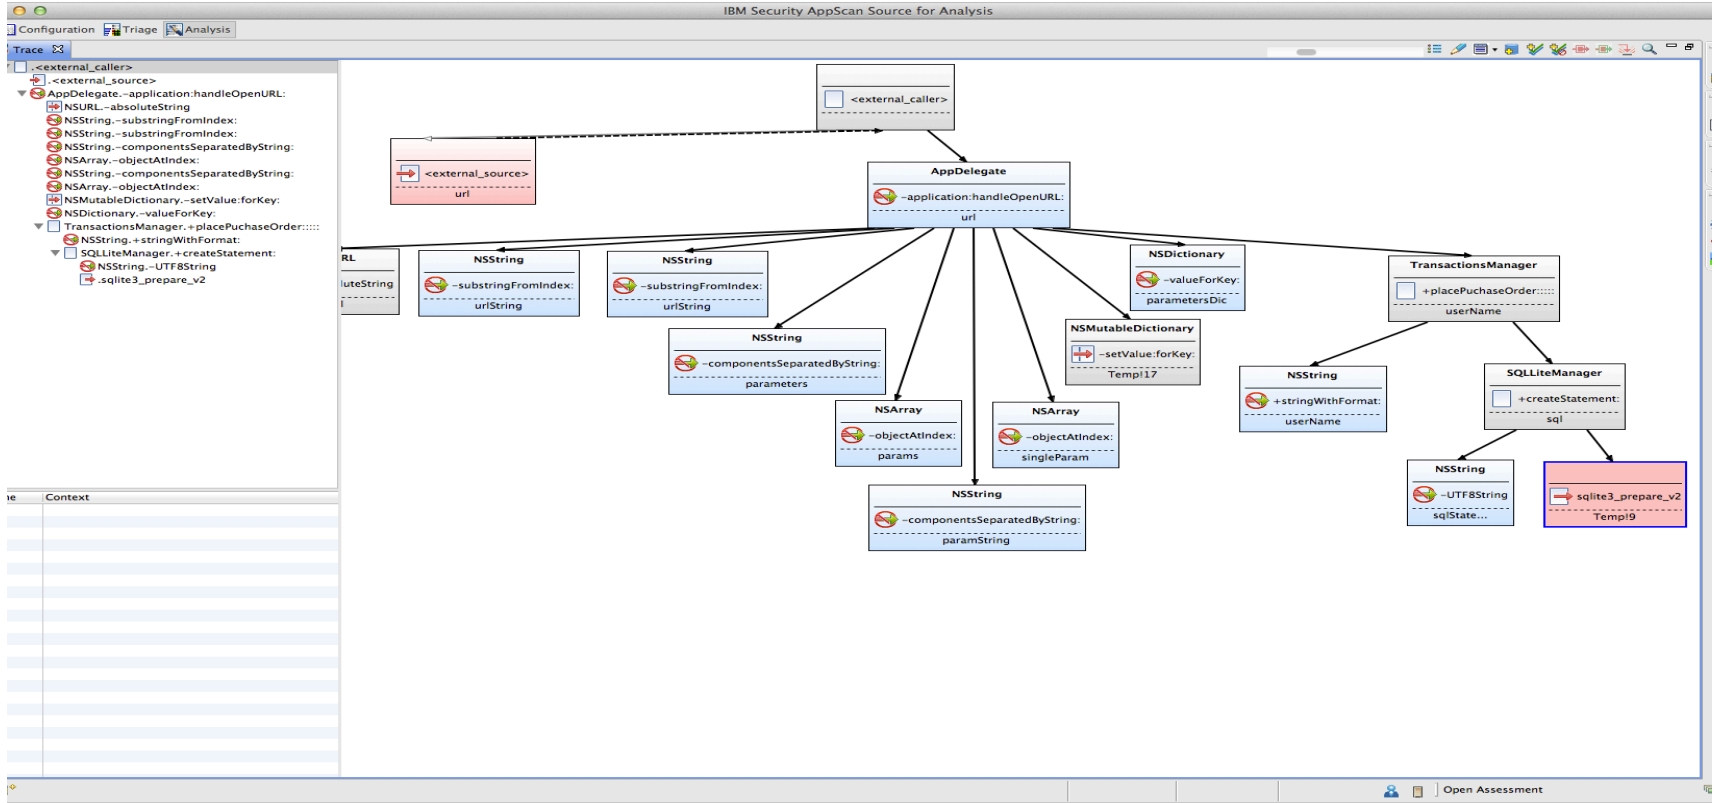 IBM Security AppScan Source for Analysis
Configuration Triage Analysis
Trace
.<external_caller>
.<external_source>
AppDelegate.-application:handleOpenURL:
NSURL.-absoluteString
NSString.-substringFromIndex:
NSString.-substringFromIndex:
NSString.-componentsSeparatedByString:
NSArray.-objectAtIndex:
NSString.-componentsSeparatedByString:
NSArray.-objectAtIndex:
NSMutableDictionary.-setValue:forKey:
NSDictionary.-valueForKey:
TransactionsManager.+placePuchaseOrder:::::
NSString.+stringWithFormat:
SQLLiteManager.+createStatement:
NSString.-UTF8String
.sqlite3_prepare_v2
Context
<external_caller>
<external_source>
url
AppDelegate
-application:handleOpenURL:
url
RL
luteString
NSString
-substringFromIndex:
urlString
NSString
-substringFromIndex:
urlString
NSString
-componentsSeparatedByString:
parameters
NSArray
-objectAtIndex:
params
NSString
-componentsSeparatedByString:
paramString
NSArray
-objectAtIndex:
singleParam
NSMutableDictionary
-setValue:forKey:
Temp!17
NSDictionary
-valueForKey:
parametersDic
TransactionsManager
+placePuchaseOrder:::::
userName
NSString
+stringWithFormat:
userName
SQLLiteManager
+createStatement:
sql
NSString
-UTF8String
sqlState...
sqlite3_prepare_v2
Temp!9
Open Assessment